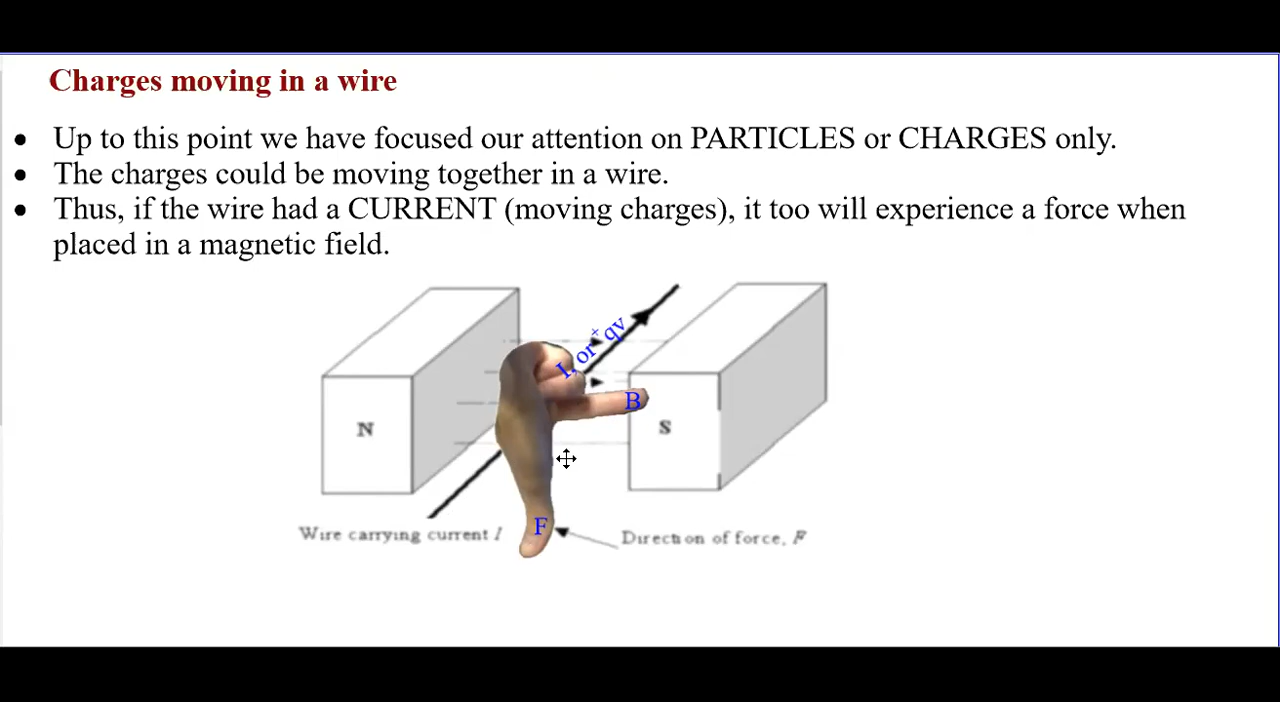 Charges moving in a wire
• Up to this point we have focused our attention on PARTICLES or CHARGES only.
• The charges could be moving together in a wire.
• Thus, if the wire had a CURRENT (moving charges), it too will experience a force when
placed in a magnetic field.
I, or ⁺qv
B
N
S
F
Wire carrying current I
Direction of force, F